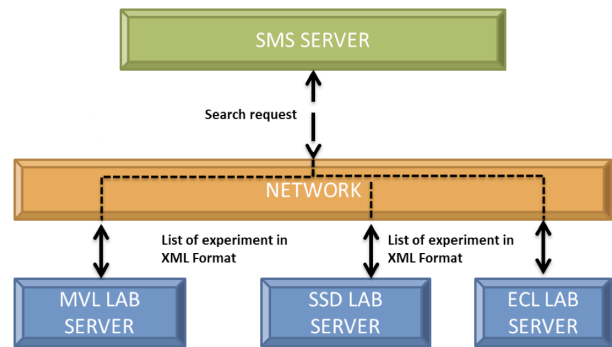 SMS SERVER
Search request
NETWORK
List of experiment in
XML Format
List of experiment in
XML Format
MVL LAB
SERVER
SSD LAB
SERVER
ECL LAB
SERVER